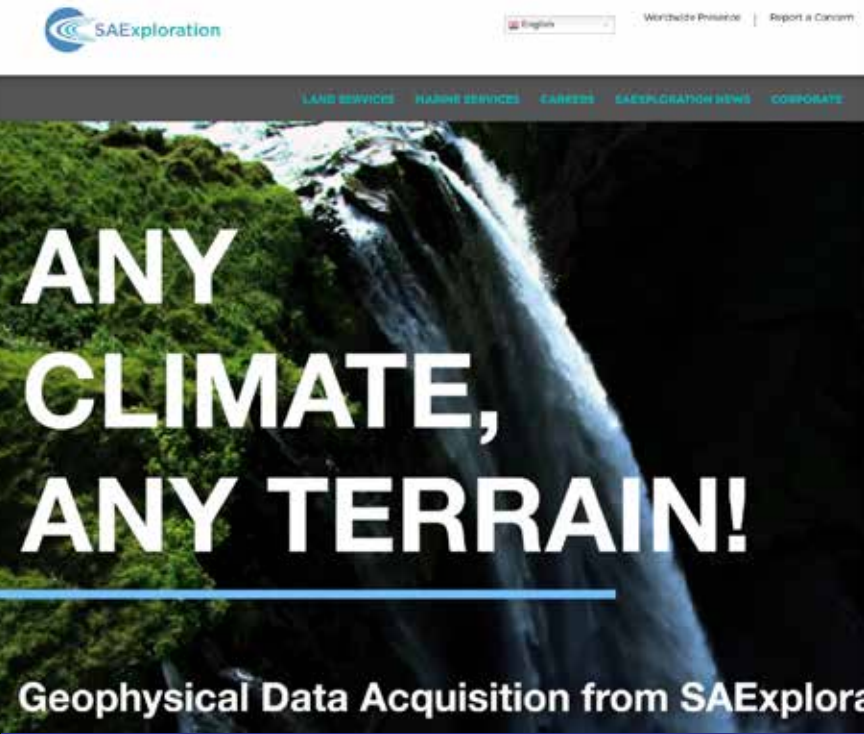 SAExploration
English
Worldwide Presence | Report a Concern
LAND SERVICES MARINE SERVICES CAREERS SAEXPLORATION NEWS CORPORATE
ANY
CLIMATE,
ANY TERRAIN!
Geophysical Data Acquisition from SAExplora